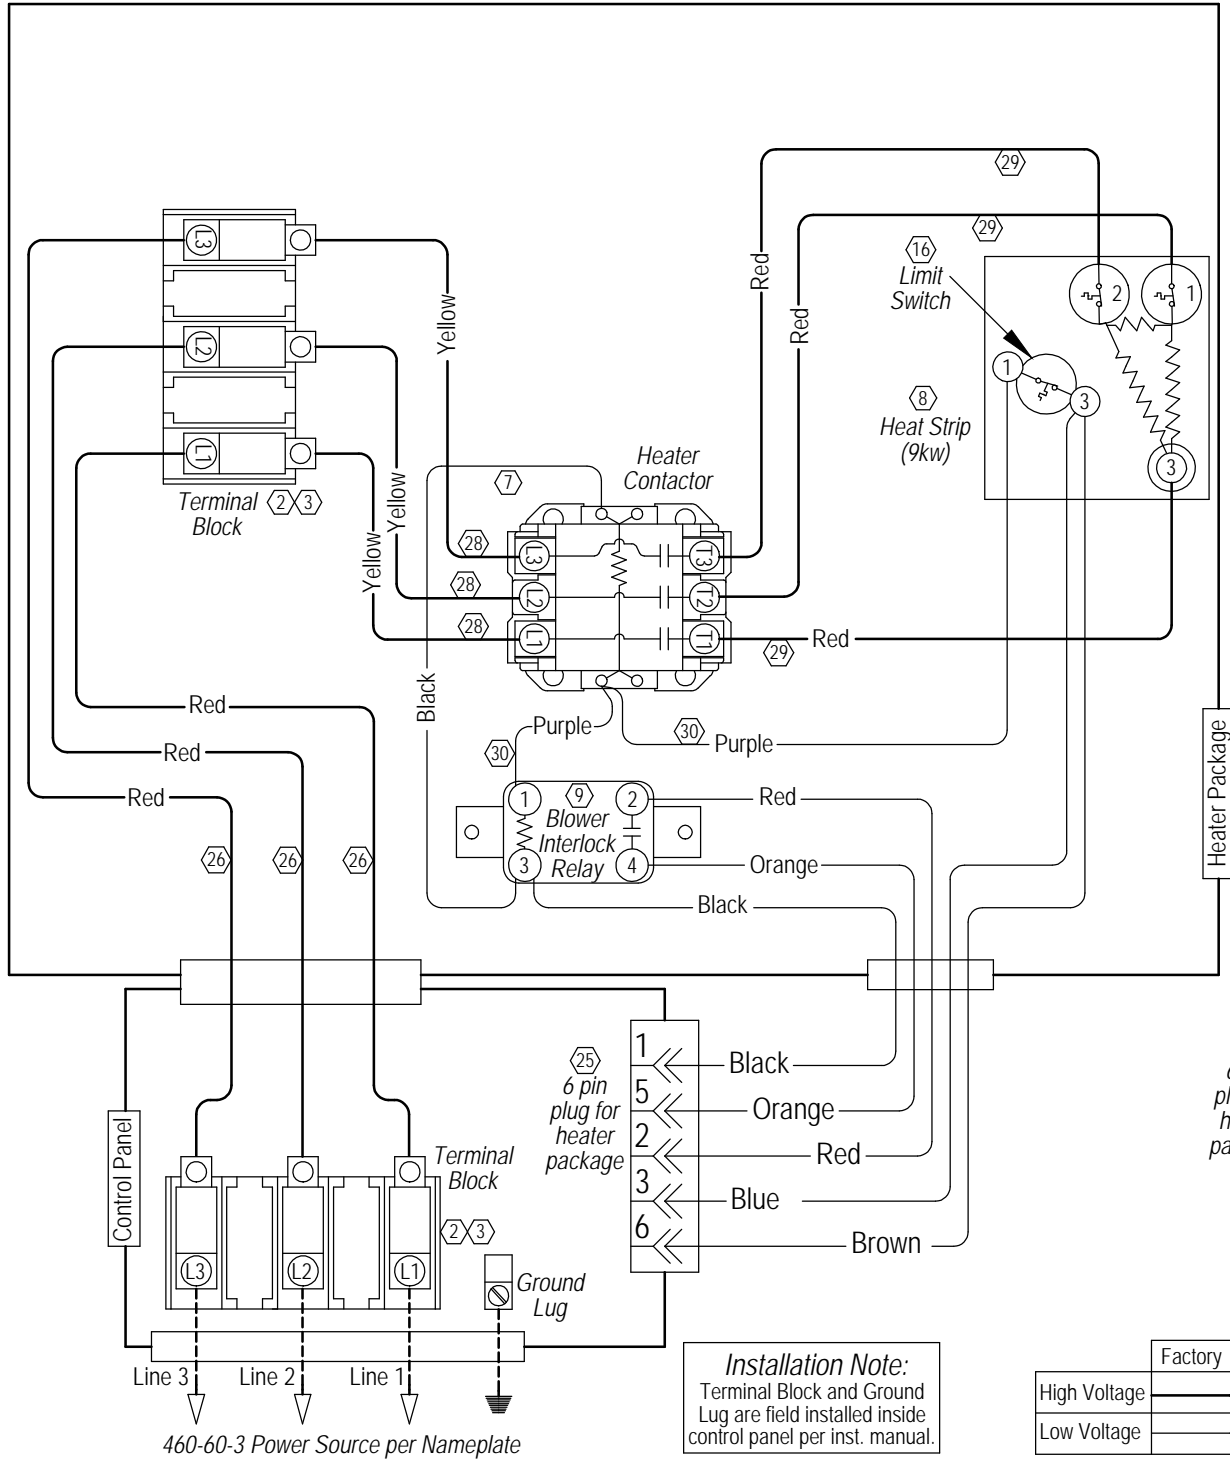 29
29
16
Limit
Switch
2
1
1
3
3
8
Heat Strip
(9kw)
L3
L2
L1
Terminal
Block
2
3
Yellow
Yellow
Yellow
Red
Red
7
Heater
Contactor
28
28
28
L3
L2
L1
T3
T2
T1
29
Red
Black
Purple
30
30
Purple
Red
Red
Red
1
9
2
Blower
Interlock
Relay
3
4
Red
Orange
Black
26
26
26
Heater Package
Control Panel
25
6 pin
plug for
heater
package
1
Black
5
Orange
2
Red
3
Blue
6
Brown
Terminal
Block
2
3
L3
L2
L1
Ground
Lug
Line 3
Line 2
Line 1
460-60-3 Power Source per Nameplate
Installation Note:
Terminal Block and Ground
Lug are field installed inside
control panel per inst. manual.
Factory
High Voltage
Low Voltage